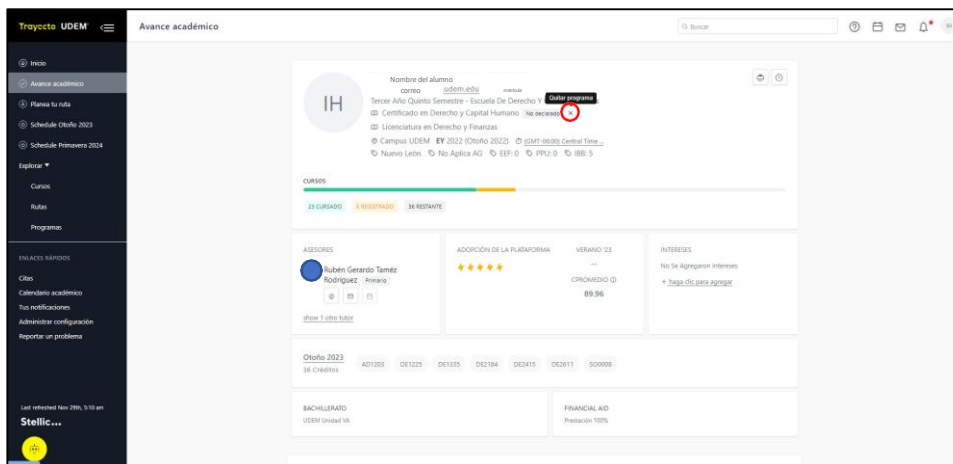 Trayecto UDEM
Avance académico
Buscar
Inicio
Avance académico
Planea tu ruta
Schedule Otoño 2023
Schedule Primavera 2024
Explorar
Cursos
Rutas
Programas
ENLACES RÁPIDOS
Citas
Calendario académico
Tus notificaciones
Administrar configuración
Reportar un problema
Last refreshed Nov 29th, 5:10 am
Stellic...
IH
Nombre del alumno
correo .udem.edu matrícula
Quitar programa
Tercer Año Quinto Semestre - Escuela De Derecho Y
Certificado en Derecho y Capital Humano No declarado ×
Licenciatura en Derecho y Finanzas
Campus UDEM EY 2022 (Otoño 2022) (GMT-06:00) Central Time ...
Nuevo León No Aplica AG EEF: 0 PPU: 0 IBB: 5
CURSOS
23 CURSADO 5 REGISTRADO 36 RESTANTE
ASESORES
Rubén Gerardo Taméz
Rodríguez Primario
show 1 otro tutor
ADOPCIÓN DE LA PLATAFORMA
VERANO '23
--
CPROMEDIO
89.96
INTERESES
No Se Agregaron Intereses
+ haga clic para agregar
Otoño 2023
36 Créditos
AD1203 DE1225 DE1335 DE2184 DE2415 DE2611 SO0008
BACHILLERATO
UDEM Unidad VA
FINANCIAL AID
Prestación 100%